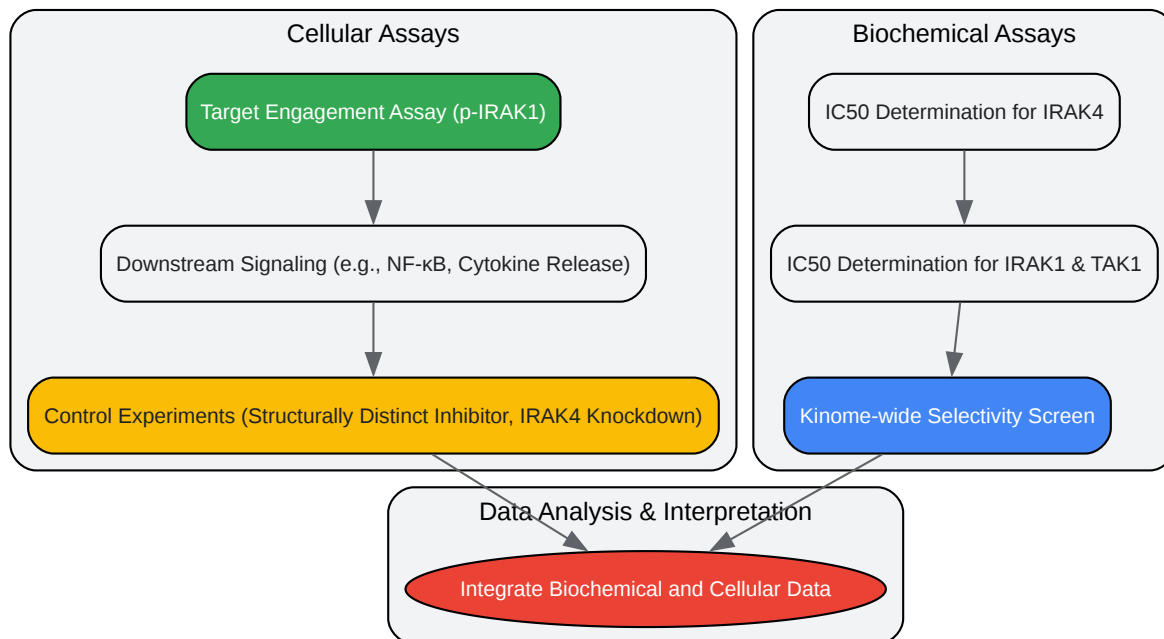 Cellular Assays
Target Engagement Assay (p-IRAK1)
Downstream Signaling (e.g., NF-κB, Cytokine Release)
Control Experiments (Structurally Distinct Inhibitor, IRAK4 Knockdown)
Biochemical Assays
IC50 Determination for IRAK4
IC50 Determination for IRAK1 & TAK1
Kinome-wide Selectivity Screen
Data Analysis & Interpretation
Integrate Biochemical and Cellular Data